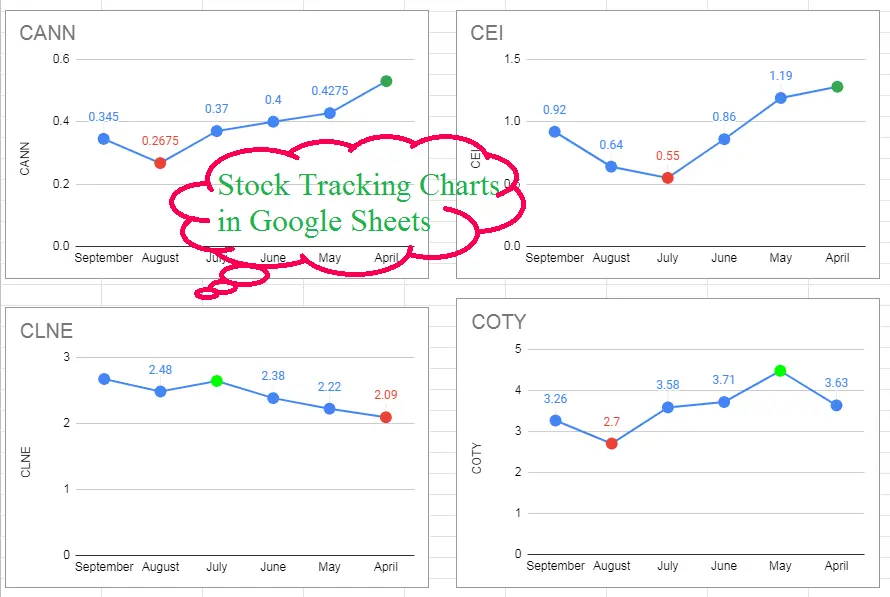 CANN
0.6
0.4
0.2
0.0
CANN
0.345
0.2675
0.37
0.4
0.4275
September August July June May April
CEI
1.5
1.0
0.5
0.0
CEI
0.92
0.64
0.55
0.86
1.19
September August July June May April
Stock Tracking Charts
in Google Sheets
CLNE
3
2
1
0
CLNE
2.48
2.38
2.22
2.09
September August July June May April
COTY
5
4
3
2
1
0
COTY
3.26
2.7
3.58
3.71
3.63
September August July June May April